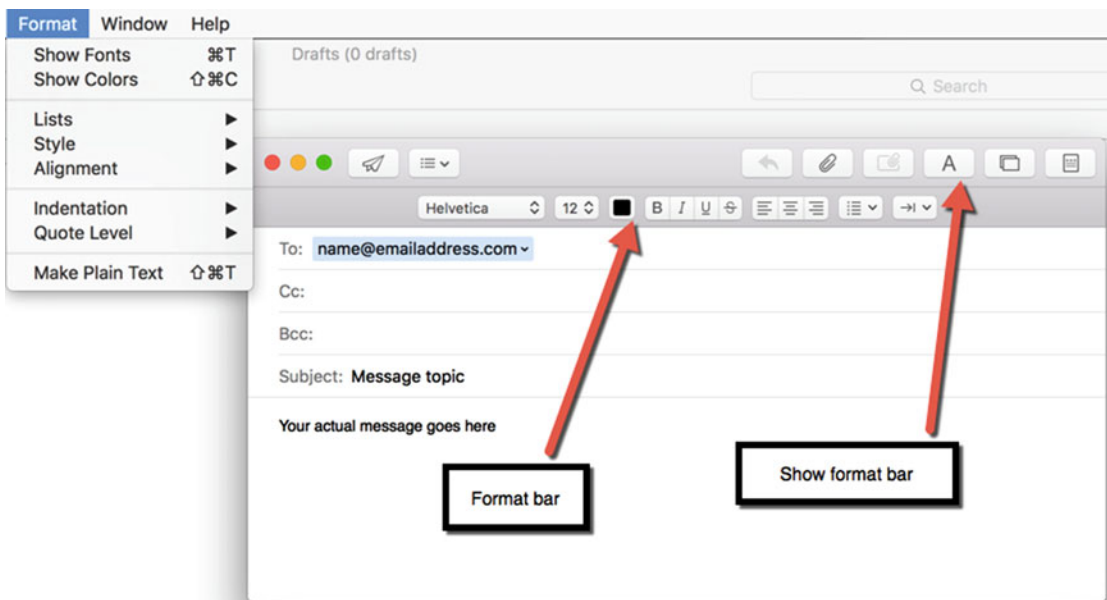 Format Window Help
Show Fonts ⌘T
Show Colors ⇧⌘C
Lists ▶
Style ▶
Alignment ▶
Indentation ▶
Quote Level ▶
Make Plain Text ⇧⌘T
Drafts (0 drafts)
Search
A
Helvetica 12 B I U S
To: name@emailaddress.com
Cc:
Bcc:
Subject: Message topic
Your actual message goes here
Format bar
Show format bar